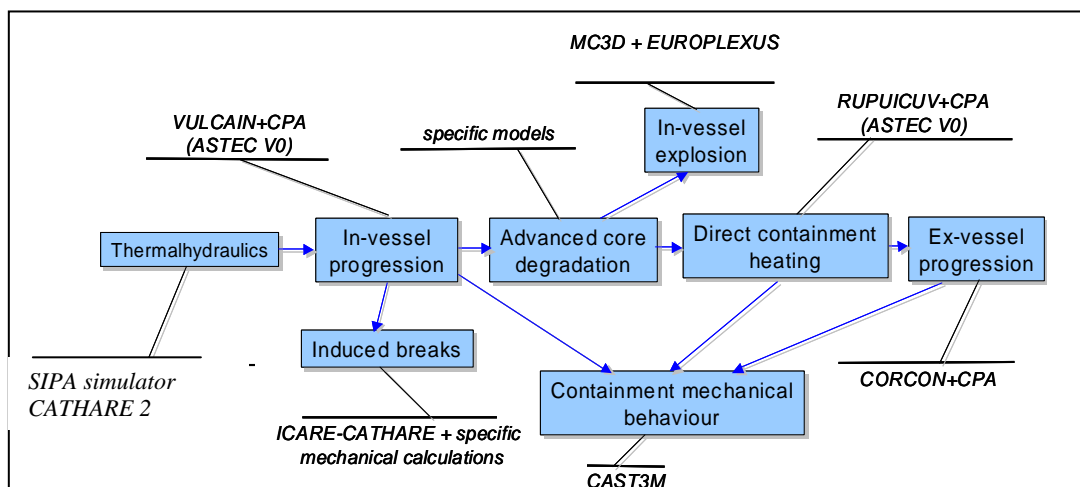 MC3D + EUROPLEXUS
VULCAIN+CPA
(ASTEC V0)
specific models
RUPUICUV+CPA
(ASTEC V0)
In-vessel
explosion
Thermalhydraulics
In-vessel
progression
Advanced core
degradation
Direct containment
heating
Ex-vessel
progression
Induced breaks
-
SIPA simulator
CATHARE 2
Containment mechanical
behaviour
CORCON+CPA
ICARE-CATHARE + specific
mechanical calculations
CAST3M